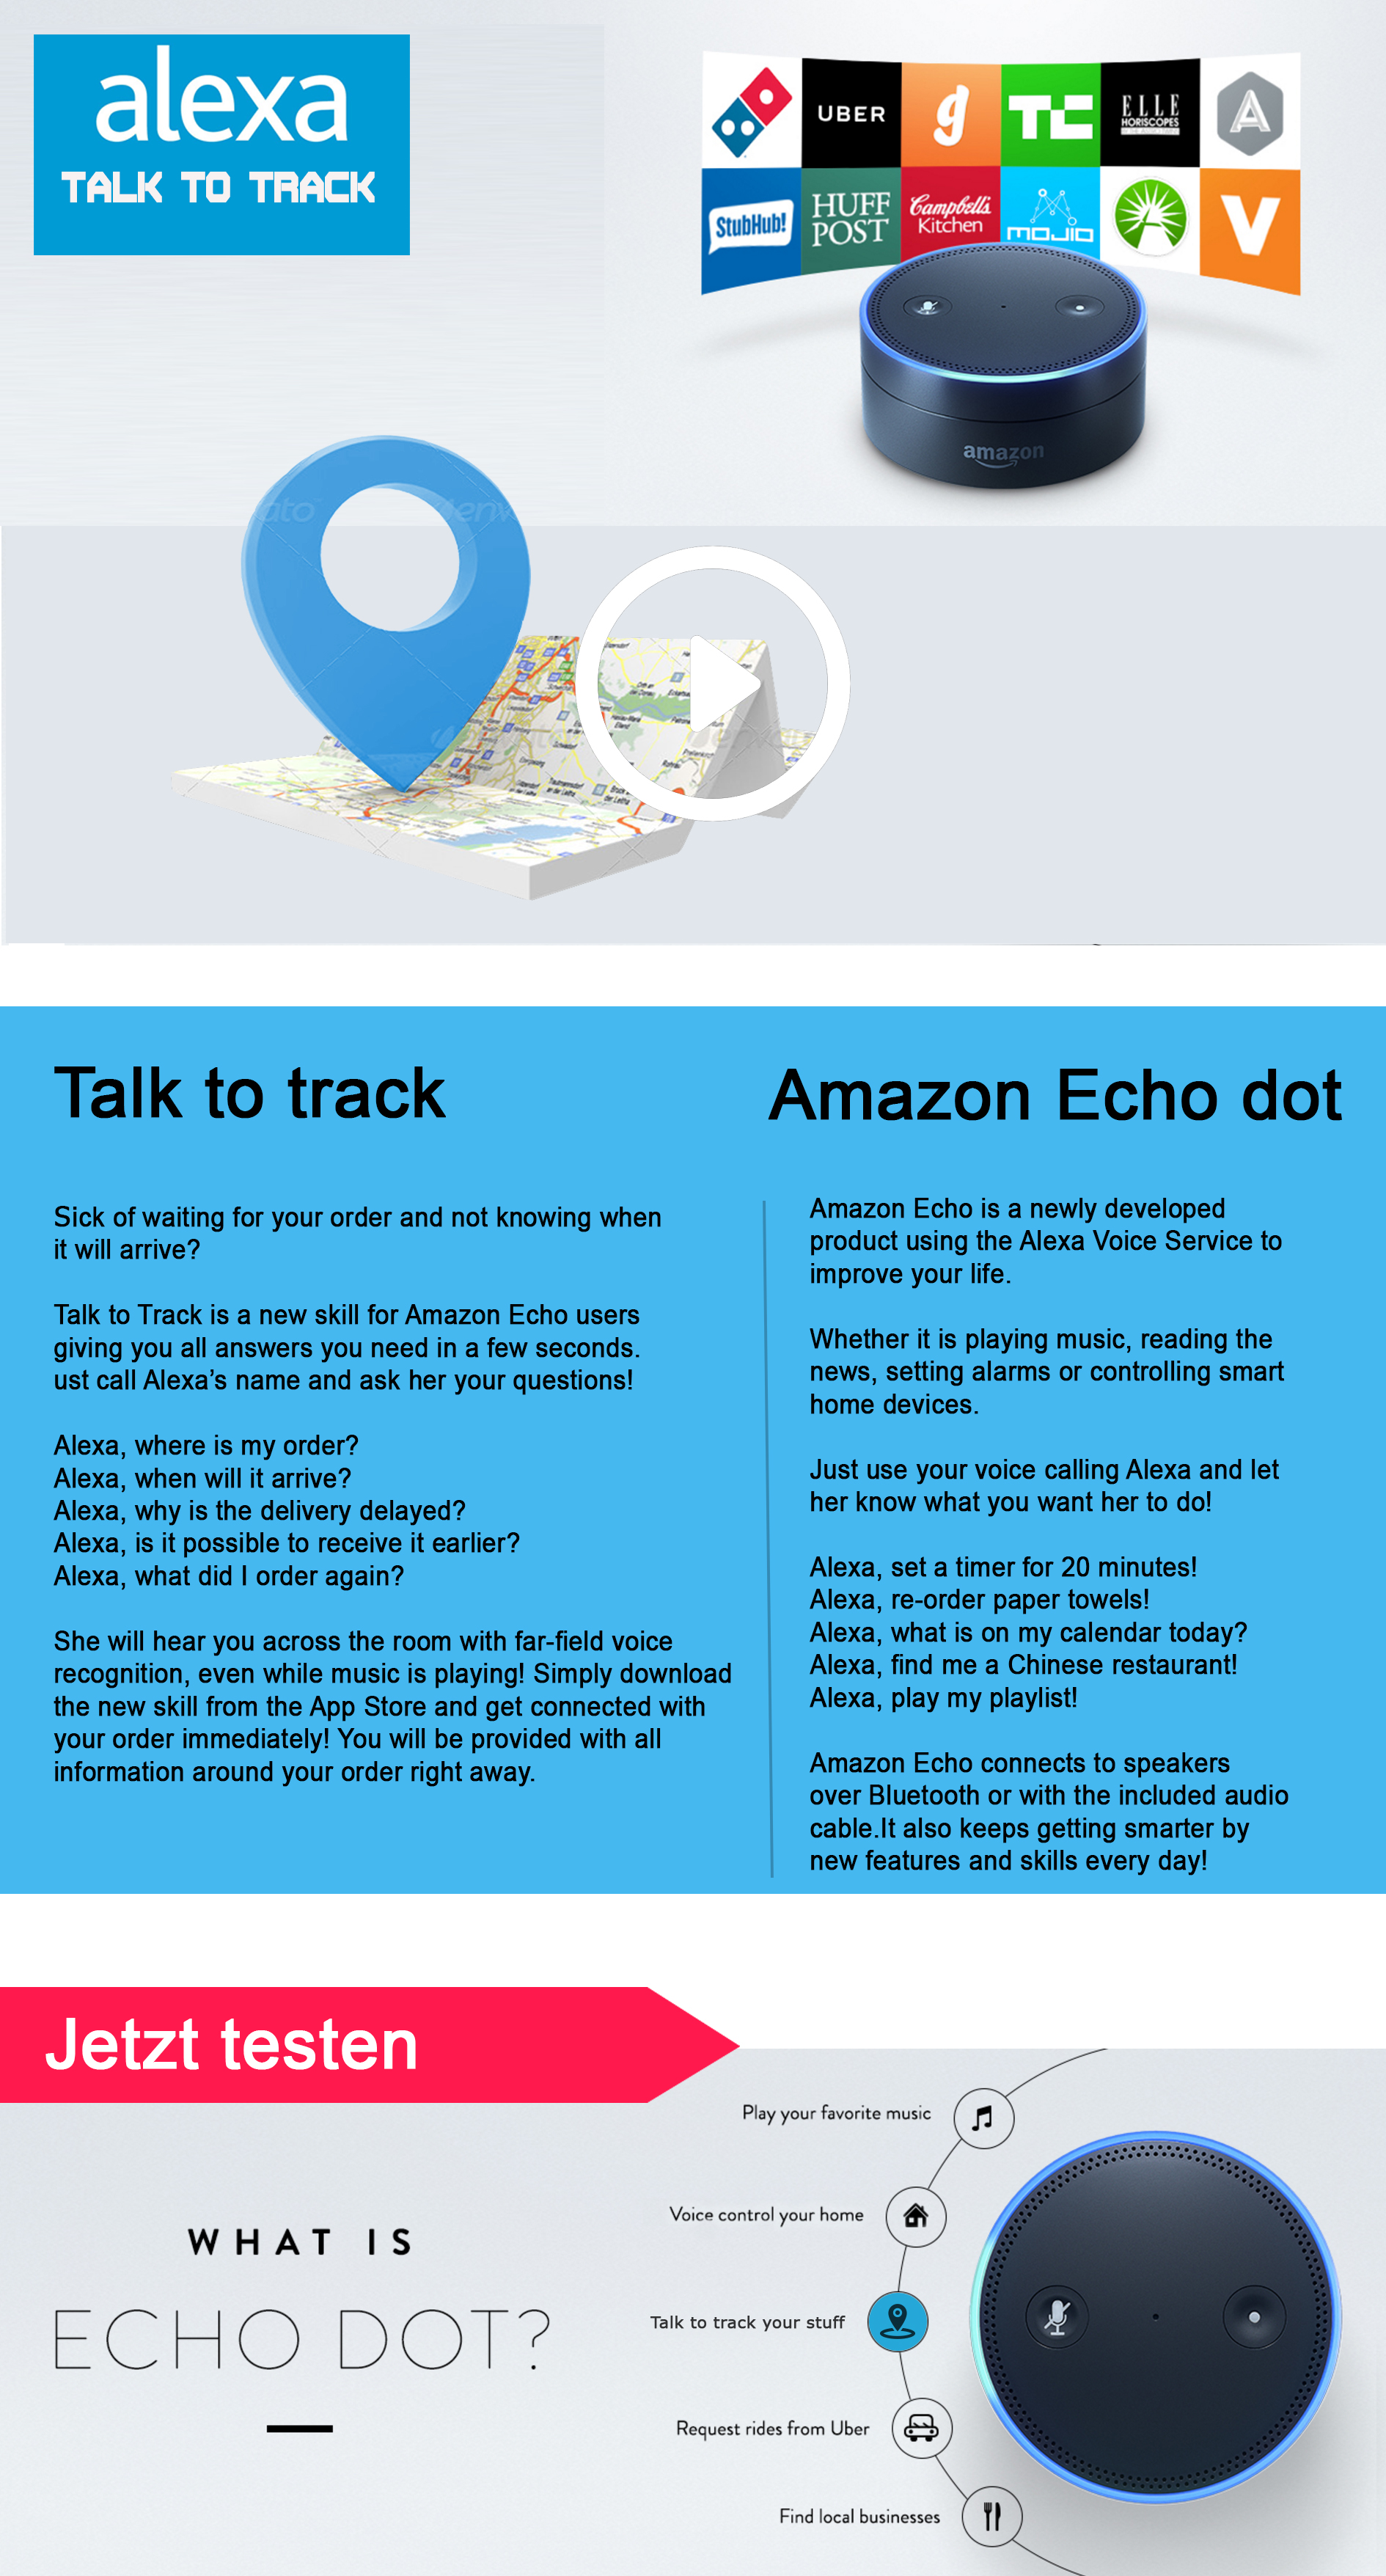 alexa
TALK TO TRACK
UBER
g
TC
ELLE
HORISCOPES
A
StubHub!
HUFF
POST
Campbell's
Kitchen
MOJIO
V
amazon
Talk to track
Sick of waiting for your order and not knowing when
it will arrive?
Talk to Track is a new skill for Amazon Echo users
giving you all answers you need in a few seconds.
ust call Alexa’s name and ask her your questions!
Alexa, where is my order?
Alexa, when will it arrive?
Alexa, why is the delivery delayed?
Alexa, is it possible to receive it earlier?
Alexa, what did I order again?
She will hear you across the room with far-field voice
recognition, even while music is playing! Simply download
the new skill from the App Store and get connected with
your order immediately! You will be provided with all
information around your order right away.
Amazon Echo dot
Amazon Echo is a newly developed
product using the Alexa Voice Service to
improve your life.
Whether it is playing music, reading the
news, setting alarms or controlling smart
home devices.
Just use your voice calling Alexa and let
her know what you want her to do!
Alexa, set a timer for 20 minutes!
Alexa, re-order paper towels!
Alexa, what is on my calendar today?
Alexa, find me a Chinese restaurant!
Alexa, play my playlist!
Amazon Echo connects to speakers
over Bluetooth or with the included audio
cable.It also keeps getting smarter by
new features and skills every day!
Jetzt testen
WHAT IS
ECHO DOT?
Play your favorite music
Voice control your home
Talk to track your stuff
Request rides from Uber
Find local businesses